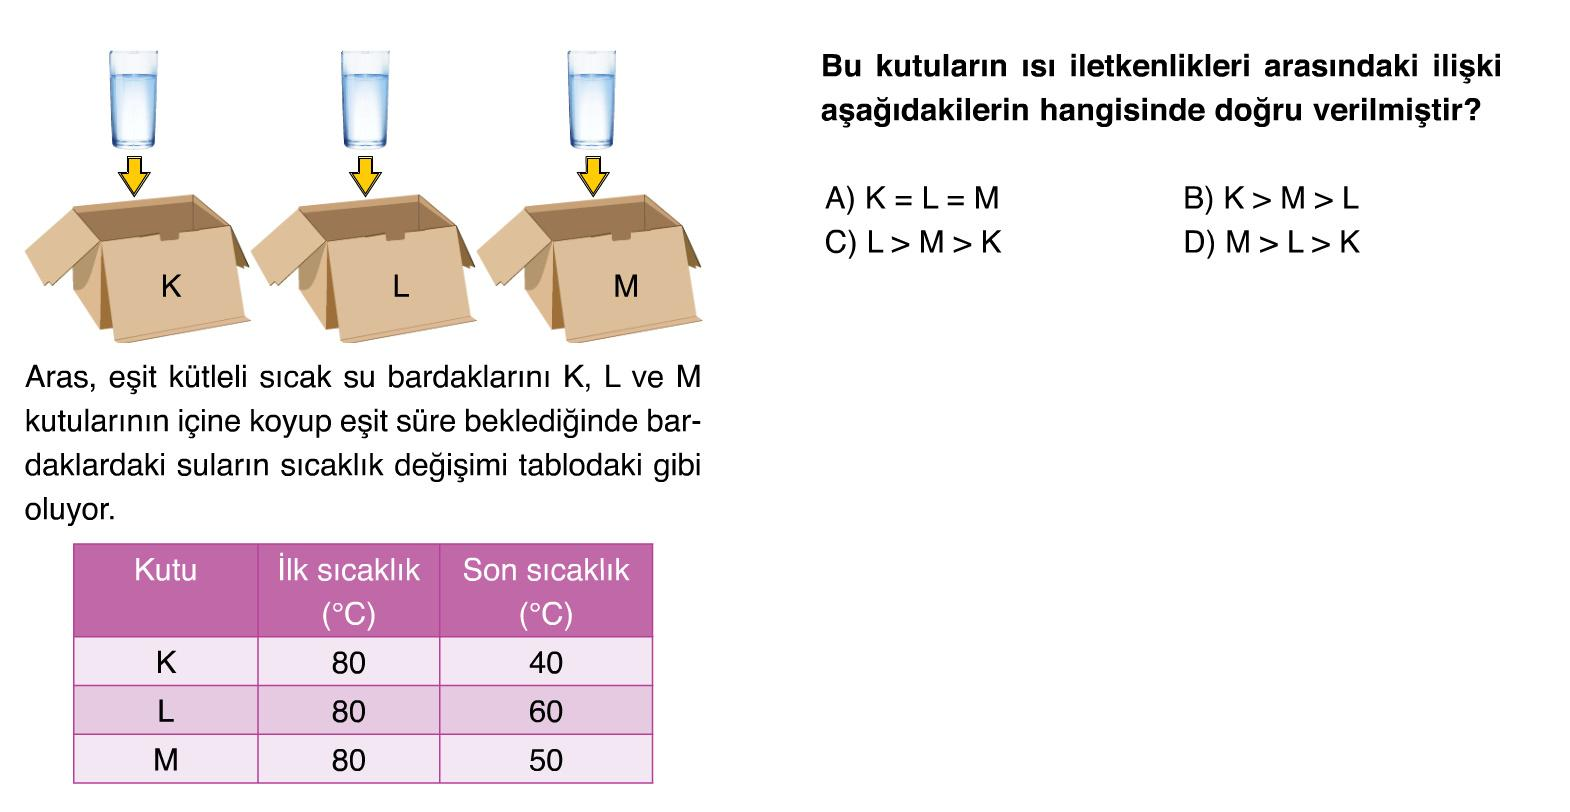 K
L
M
Aras, eşit kütleli sıcak su bardaklarını K, L ve M
kutularının içine koyup eşit süre beklediğinde bar-
daklardaki suların sıcaklık değişimi tablodaki gibi
oluyor.
Kutu İlk sıcaklık (°C) Son sıcaklık (°C)
K 80 40
L 80 60
M 80 50
Bu kutuların ısı iletkenlikleri arasındaki ilişki
aşağıdakilerin hangisinde doğru verilmiştir?
A) K = L = M
B) K > M > L
C) L > M > K
D) M > L > K